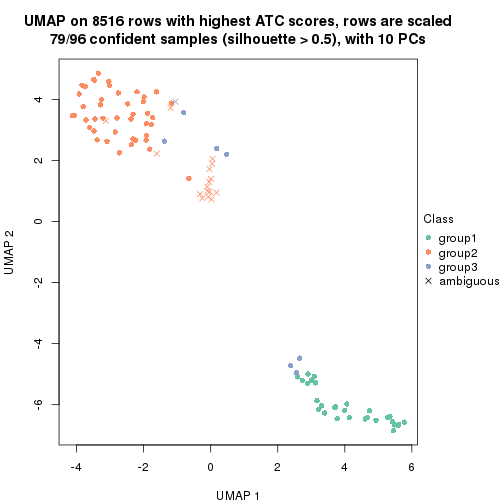 UMAP on 8516 rows with highest ATC scores, rows are scaled
79/96 confident samples (silhouette > 0.5), with 10 PCs
4
2
0
-2
-4
-6
UMAP 2
-4
-2
0
2
4
6
UMAP 1
Class
group1
group2
group3
ambiguous